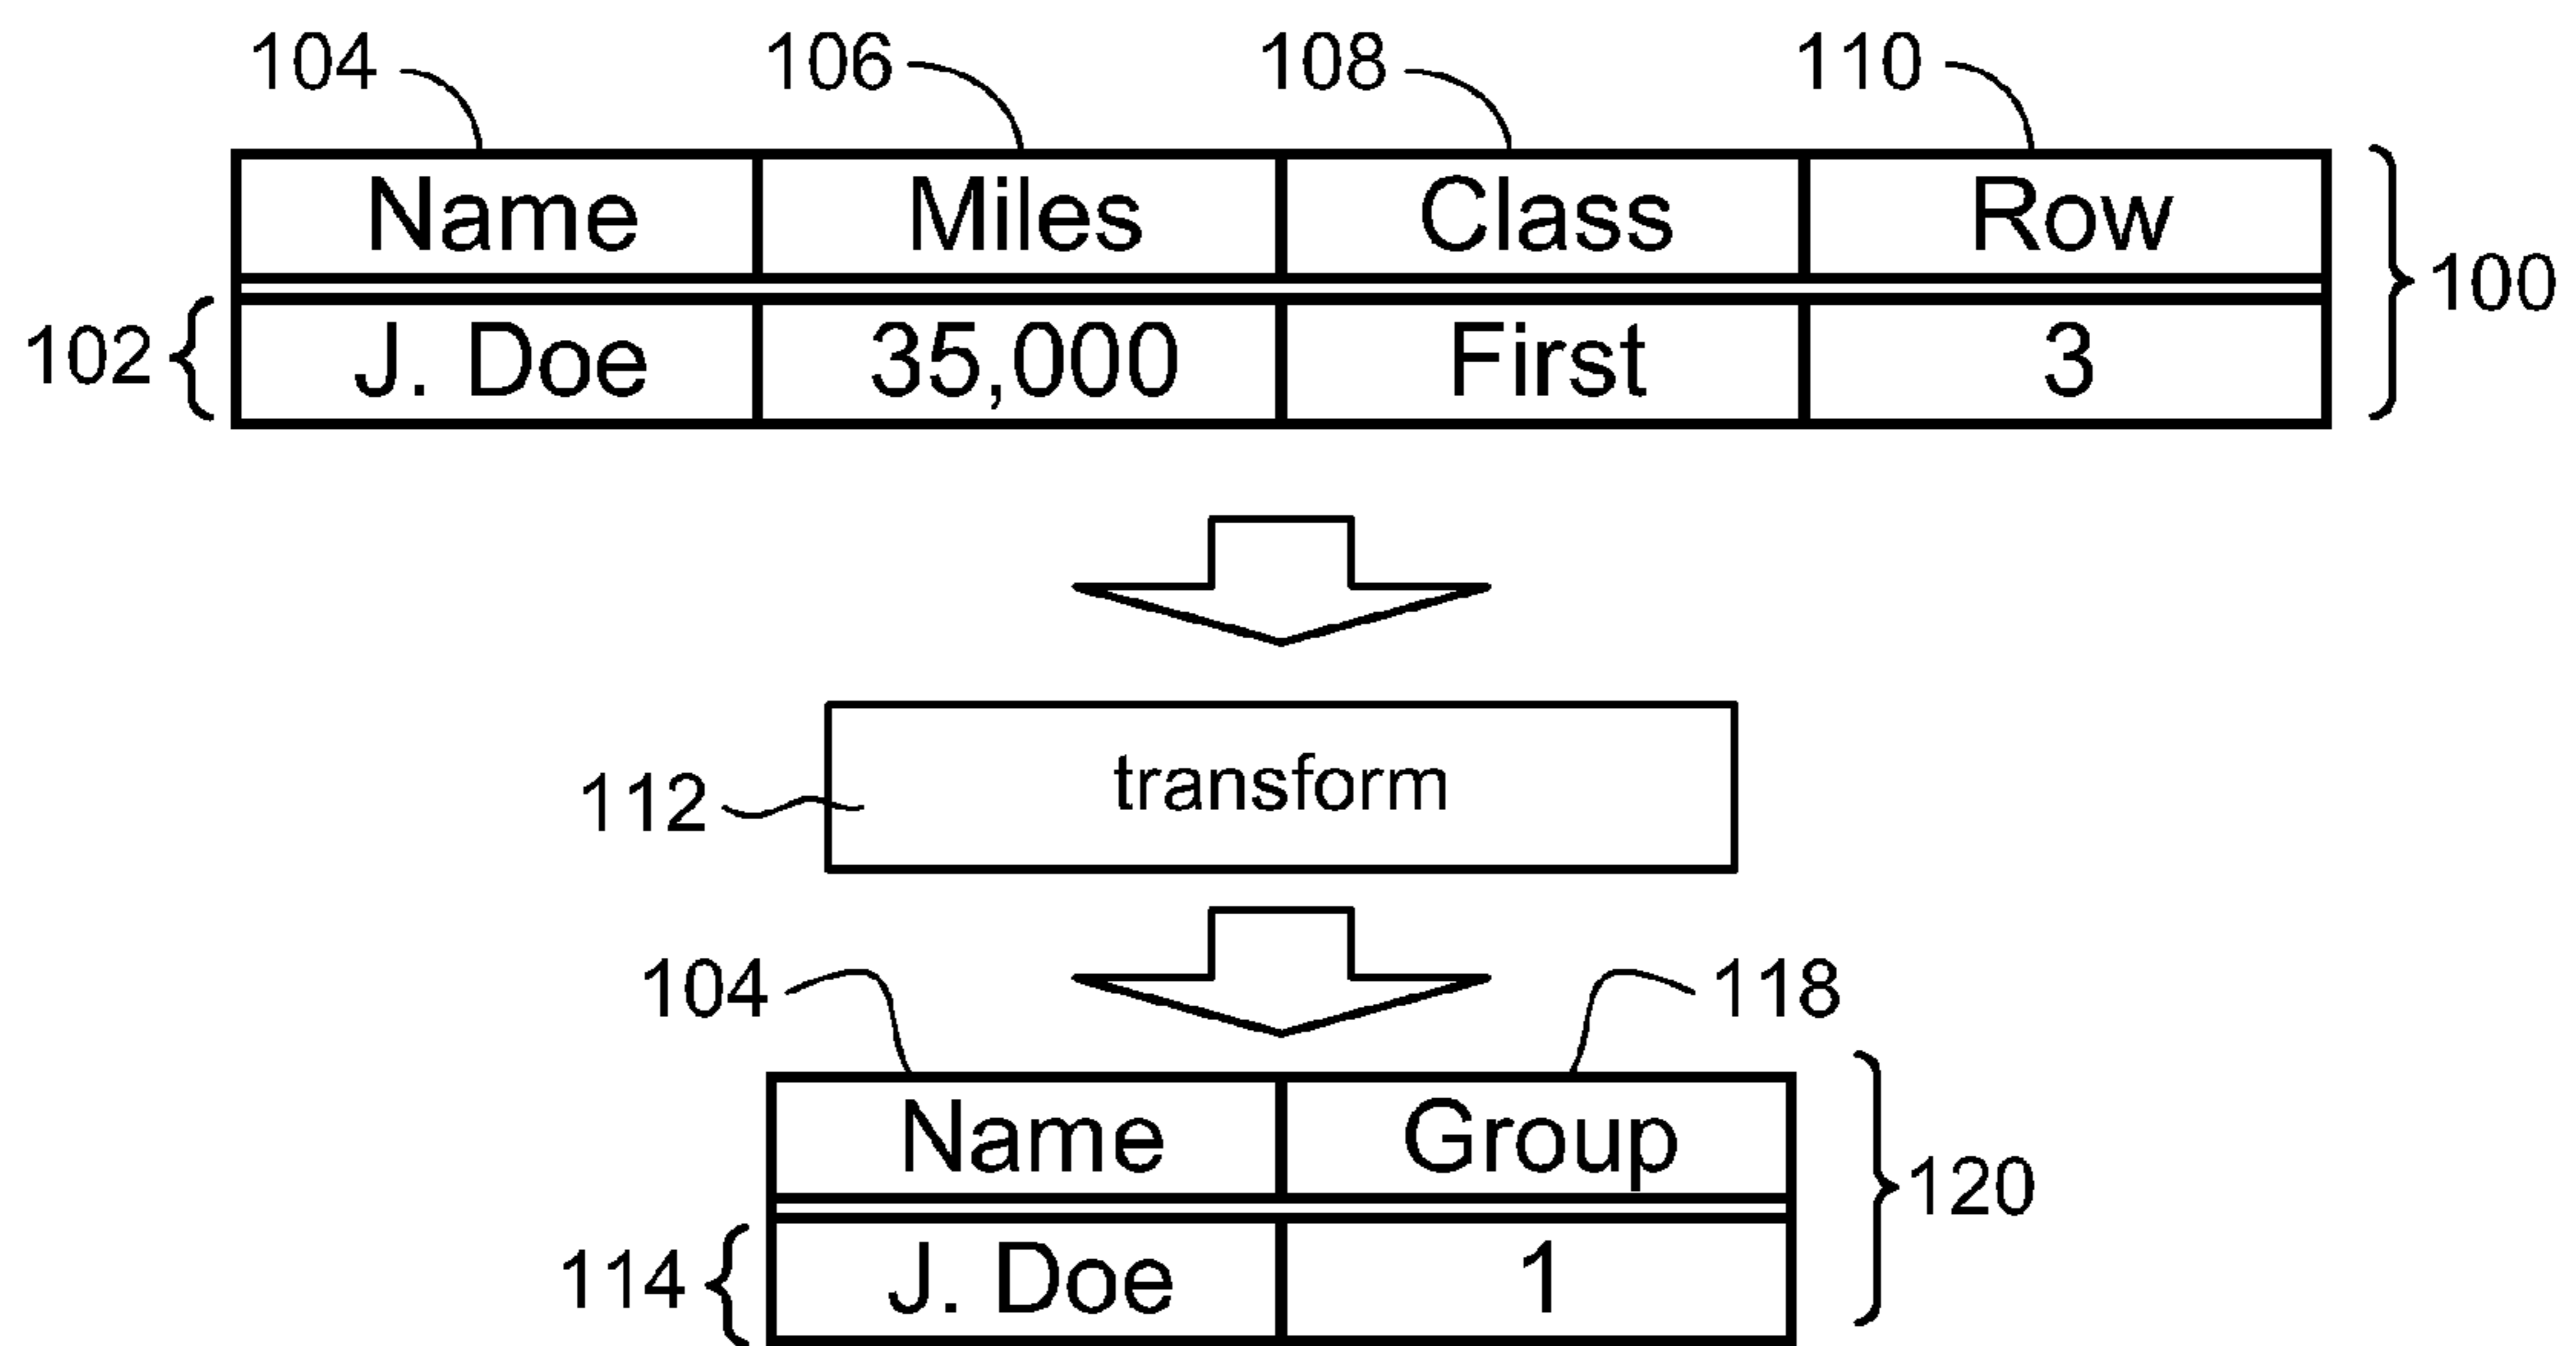 104 106 108 110
Name Miles Class Row
100
102 J. Doe 35,000 First 3
transform
112
104 118
Name Group
120
114 J. Doe 1